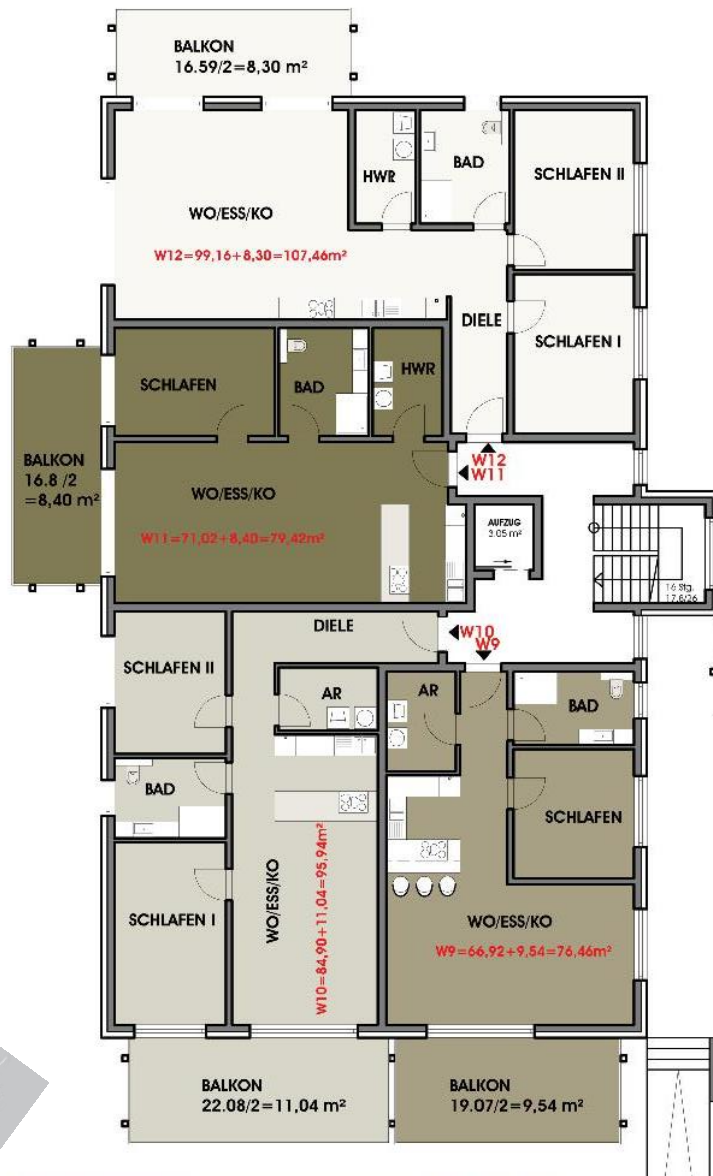 BALKON
16.59/2=8,30 m²
HWR
BAD
SCHLAFEN II
WO/ESS/KO
W12=99,16+8,30=107,46m²
DIELE
SCHLAFEN I
SCHLAFEN
BAD
HWR
BALKON
16.8 /2
=8,40 m²
W12
W11
WO/ESS/KO
W11=71,02+8,40=79,42m²
AUFZUG
3.05 m²
16 Stg.
17.8/26
DIELE
W10
W9
SCHLAFEN II
AR
AR
BAD
BAD
SCHLAFEN
WO/ESS/KO
W10=84,90+11,04=95,94m²
SCHLAFEN I
WO/ESS/KO
W9=66,92+9,54=76,46m²
BALKON
22.08/2=11,04 m²
BALKON
19.07/2=9,54 m²